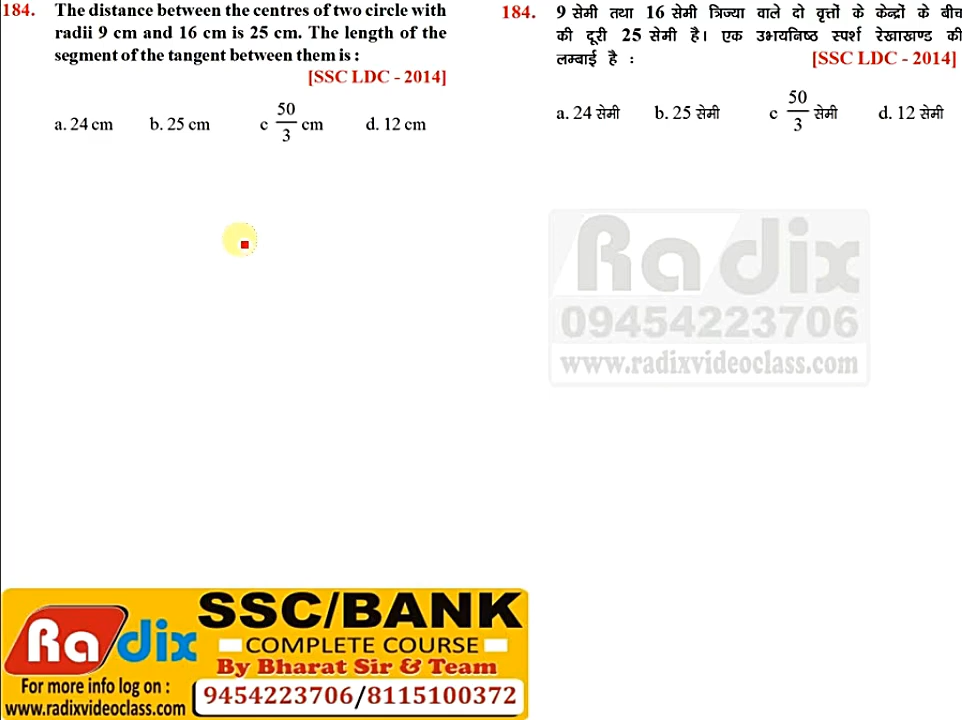 184. The distance between the centres of two circle with
radii 9 cm and 16 cm is 25 cm. The length of the
segment of the tangent between them is :
[SSC LDC - 2014]
a. 24 cm b. 25 cm c 50/3 cm d. 12 cm
184. 9 सेमी तथा 16 सेमी त्रिज्या वाले दो वृत्तों के केन्द्रों के बीच
की दूरी 25 सेमी है। एक उभयनिष्ठ स्पर्श रेखाखण्ड की
लम्बाई है :
[SSC LDC - 2014]
a. 24 सेमी b. 25 सेमी c 50/3 सेमी d. 12 सेमी
Radix
09454223706
www.radixvideoclass.com
Radix
SSC/BANK
COMPLETE COURSE
By Bharat Sir & Team
For more info log on :
www.radixvideoclass.com
9454223706/8115100372